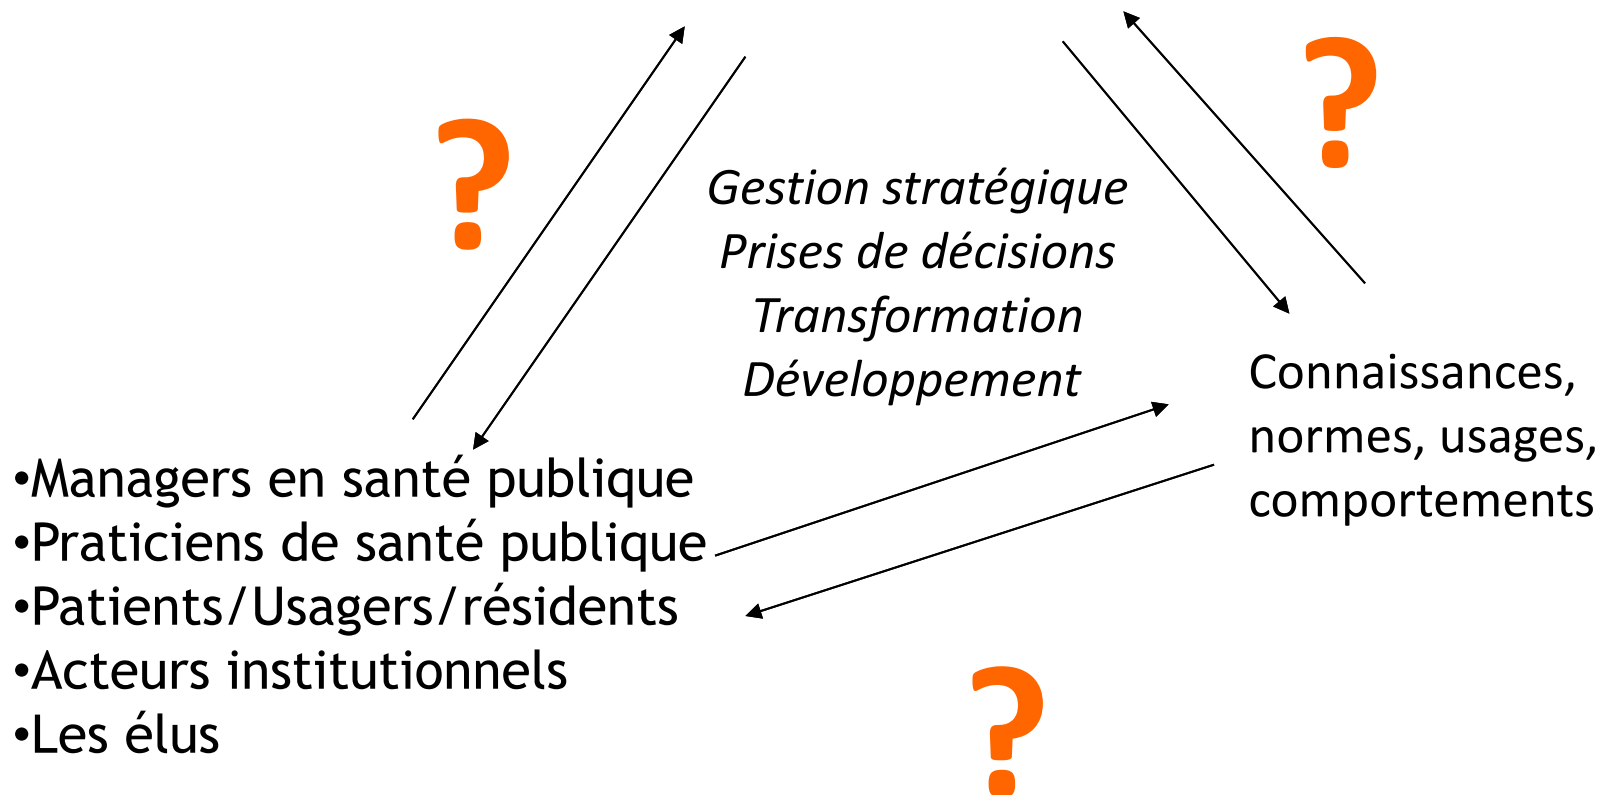 ?
?
Gestion stratégique
Prises de décisions
Transformation
Développement
Connaissances,
normes, usages,
comportements
•Managers en santé publique
•Praticiens de santé publique
•Patients/Usagers/résidents
•Acteurs institutionnels
•Les élus
?